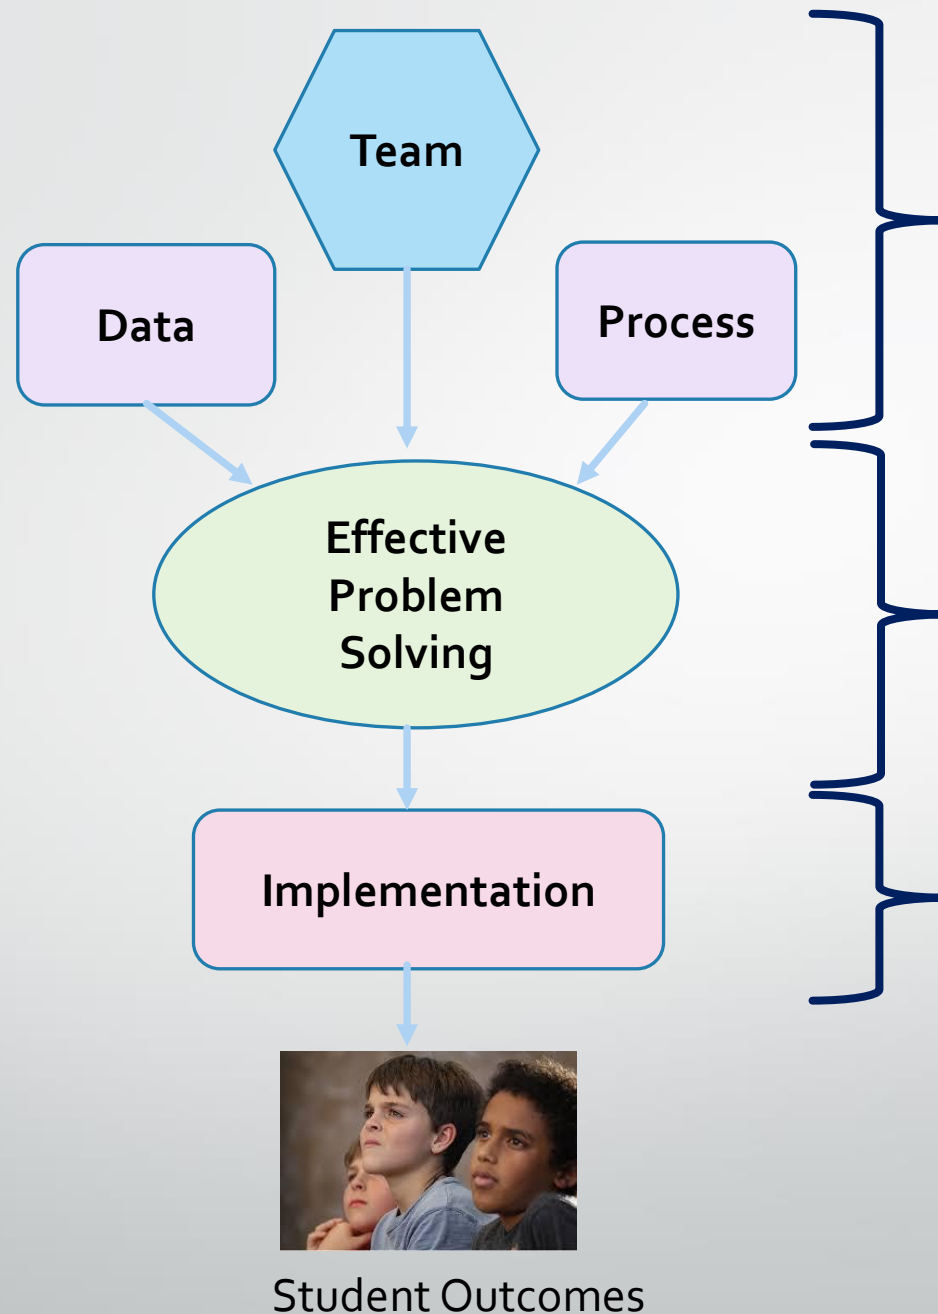 Team
Data
Process
Effective
Problem
Solving
Implementation
Student Outcomes